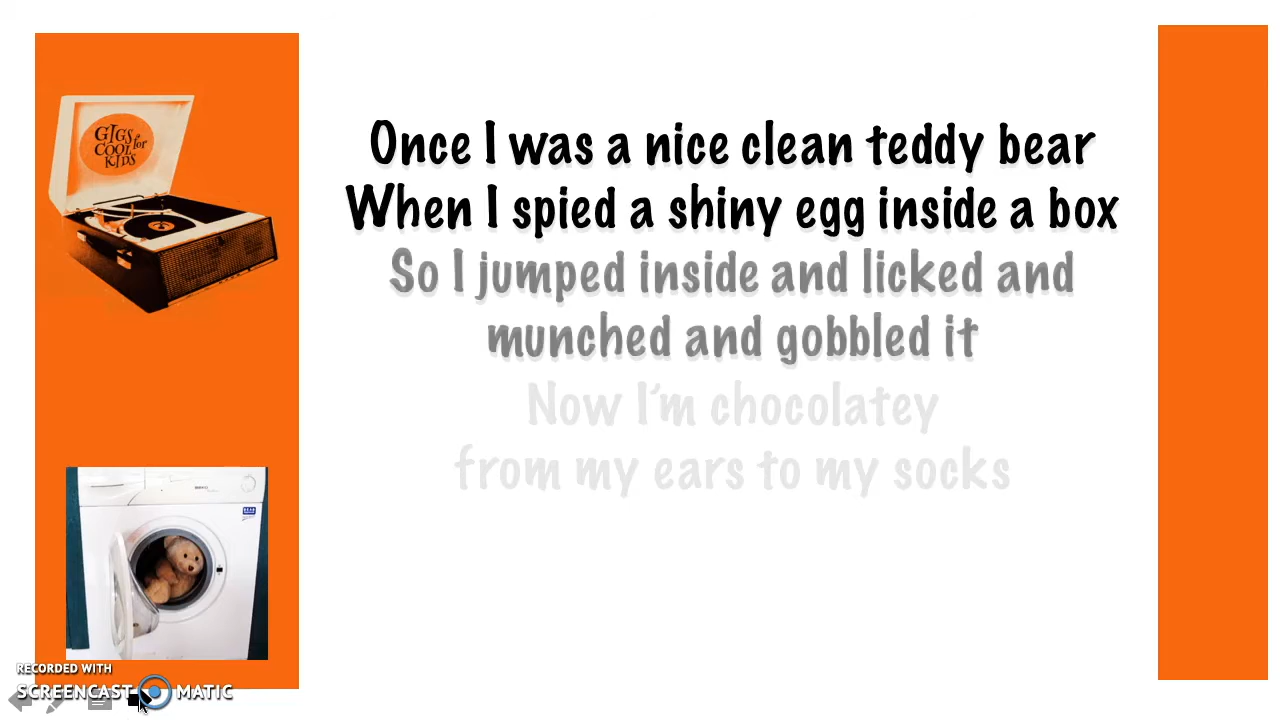 GIGS
COOL for
KIDS
Once I was a nice clean teddy bear
When I spied a shiny egg inside a box
So I jumped inside and licked and
munched and gobbled it
Now I'm chocolatey
from my ears to my socks
RECORDED WITH
SCREENCAST MATIC